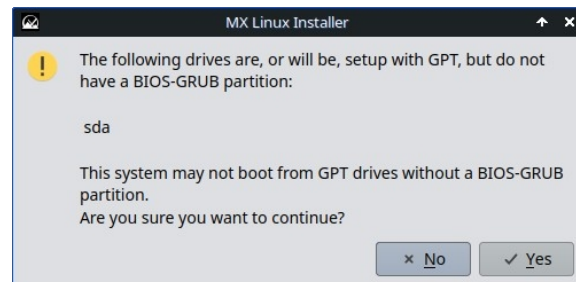 MX Linux Installer
The following drives are, or will be, setup with GPT, but do not
have a BIOS-GRUB partition:
sda
This system may not boot from GPT drives without a BIOS-GRUB
partition.
Are you sure you want to continue?
No
Yes